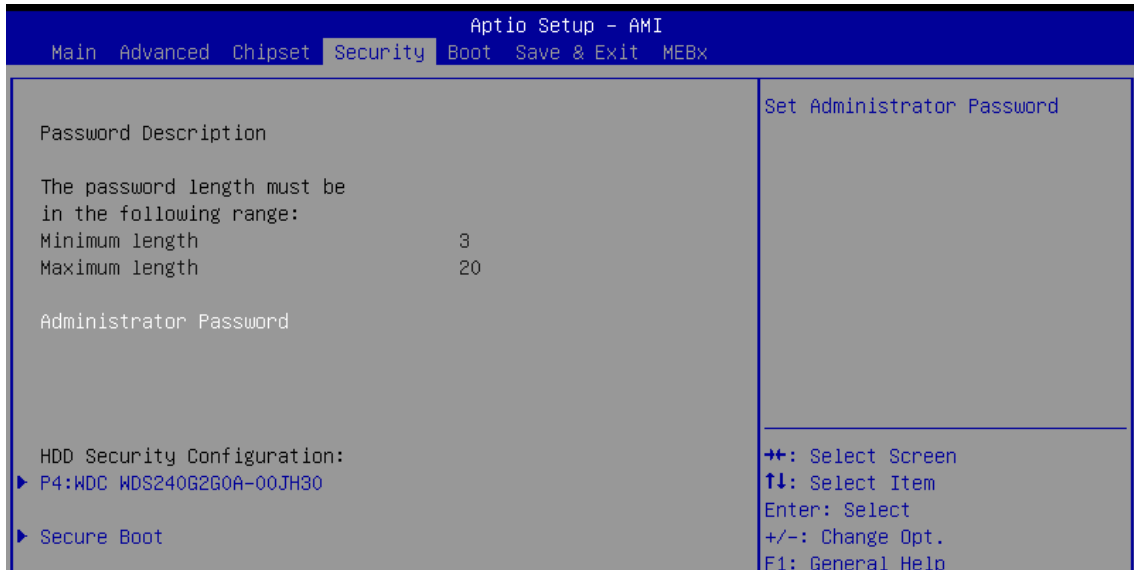 Aptio Setup – AMI
Main Advanced Chipset Security Boot Save & Exit MEBx
Set Administrator Password
Password Description
The password length must be
in the following range:
Minimum length 3
Maximum length 20
Administrator Password
HDD Security Configuration:
P4:WDC WDS240G2G0A-00JH30
Secure Boot
→←: Select Screen
↑↓: Select Item
Enter: Select
+/-: Change Opt.
F1: General Help